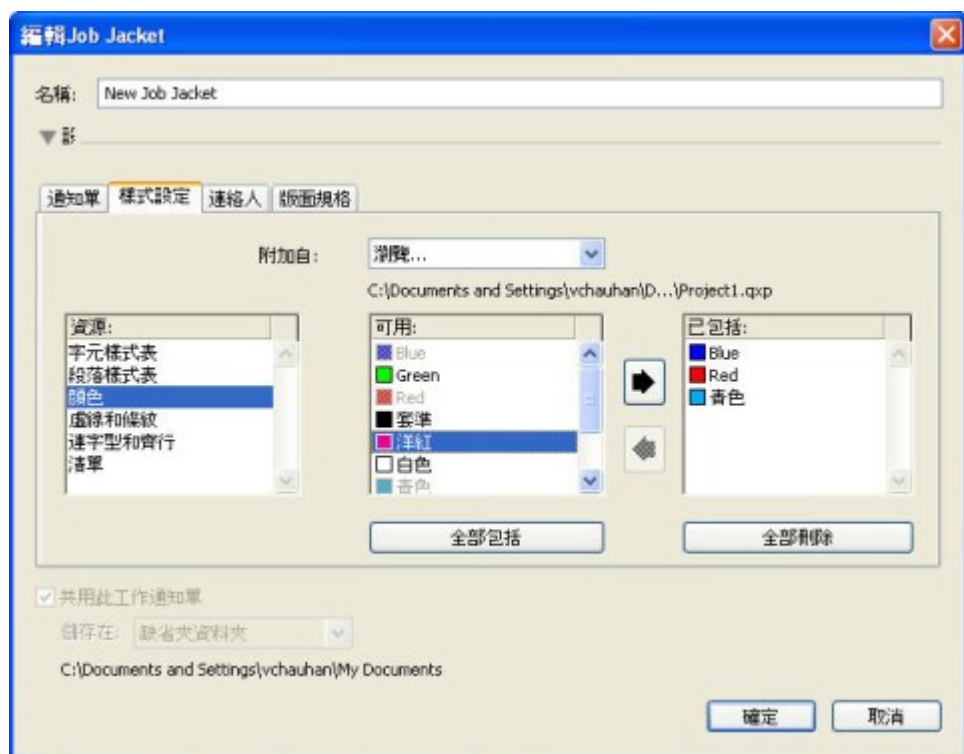 編輯Job Jacket
名稱: New Job Jacket
影
通知單 樣式設定 連絡人 版面規格
附加自: 瀏覽...
C:\Documents and Settings\vchauhan\D...\Project1.qxp
資源:
字元樣式表
段落樣式表
顏色
虛線和條紋
連字型和齊行
清單
可用:
Blue
Green
Red
套準
洋紅
白色
青色
全部包括
已包括:
Blue
Red
青色
全部刪除
共用此工作通知單
儲存在: 缺省夾資料夾
C:\Documents and Settings\vchauhan\My Documents
確定 取消